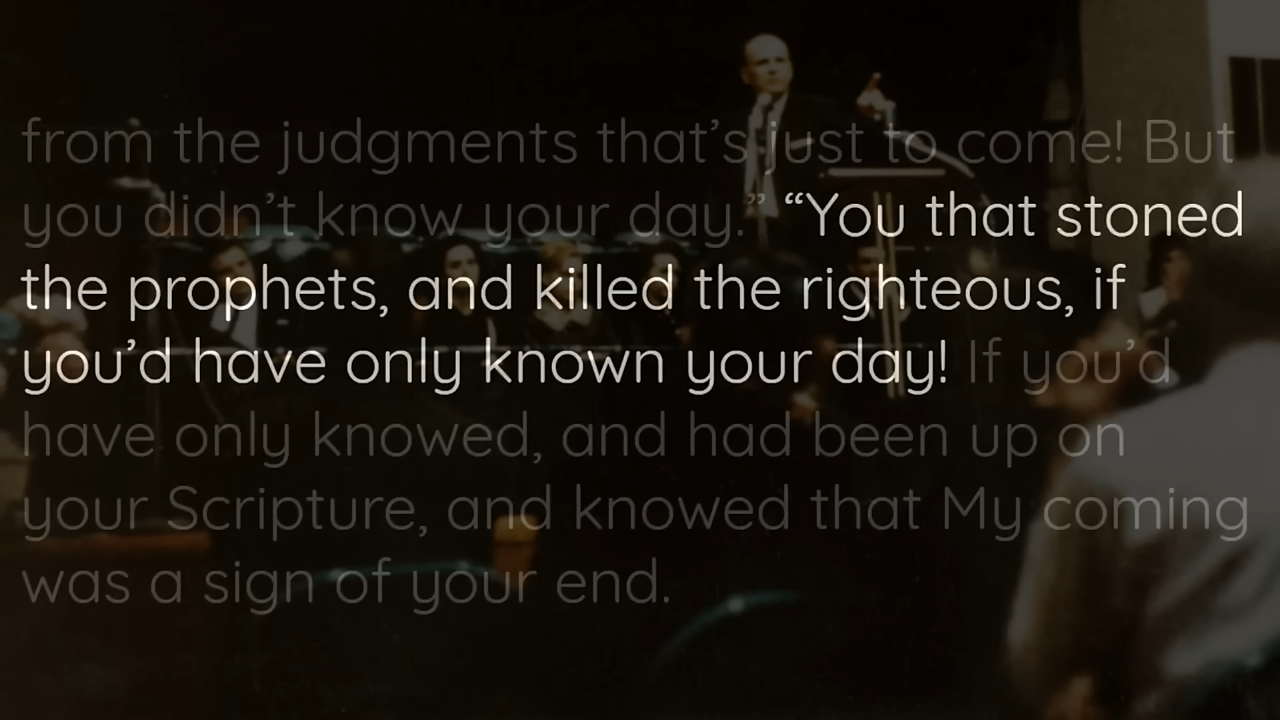 from the judgments that’s just to come! But
you didn’t know your day.” “You that stoned
the prophets, and killed the righteous, if
you’d have only known your day! If you’d
have only knowed, and had been up on
your Scripture, and knowed that My coming
was a sign of your end.